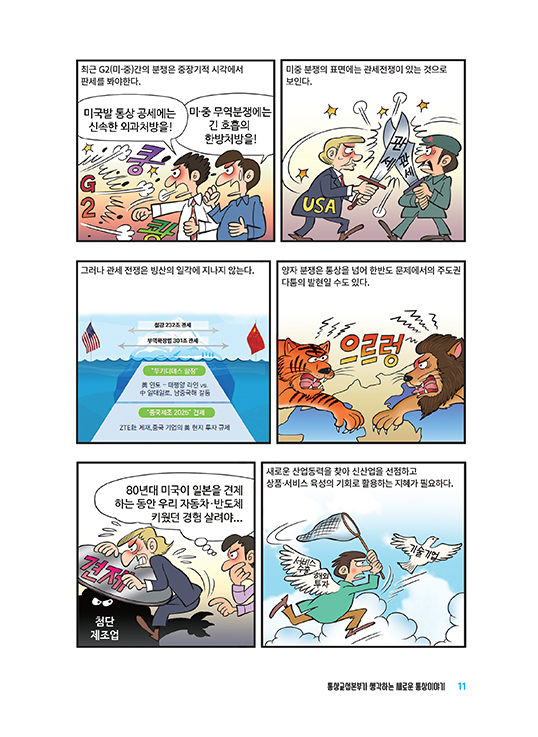 최근 G2(미·중)간의 분쟁은 중장기적 시각에서
판세를 봐야한다.
미국발 통상 공세에는
신속한 외과처방을!
미·중 무역분쟁에는
긴 호흡의
한방처방을!
쿵
G
2
쾅
미중 분쟁의 표면에는 관세전쟁이 있는 것으로
보인다.
관세
관세
USA
그러나 관세 전쟁은 빙산의 일각에 지나지 않는다.
철강 232조 관세
무역확장법 301조 관세
"투키디데스 함정"
美 인도 – 태평양 라인 vs.
中 일대일로, 남중국해 갈등
"중국제조 2025" 견제
ZTE社 제재,중국 기업의 美 현지 투자 규제
양자 분쟁은 통상을 넘어 한반도 문제에서의 주도권
다툼의 발현일 수도 있다.
으르렁
80년대 미국이 일본을 견제
하는 동안 우리 자동차·반도체
키웠던 경험 살려야...
견제
첨단
제조업
새로운 산업동력을 찾아 신산업을 선점하고
상품·서비스 육성의 기회로 활용하는 지혜가 필요하다.
서비스
수출
해외
투자
기술기업
통상교섭본부가 생각하는 새로운 통상이야기 11